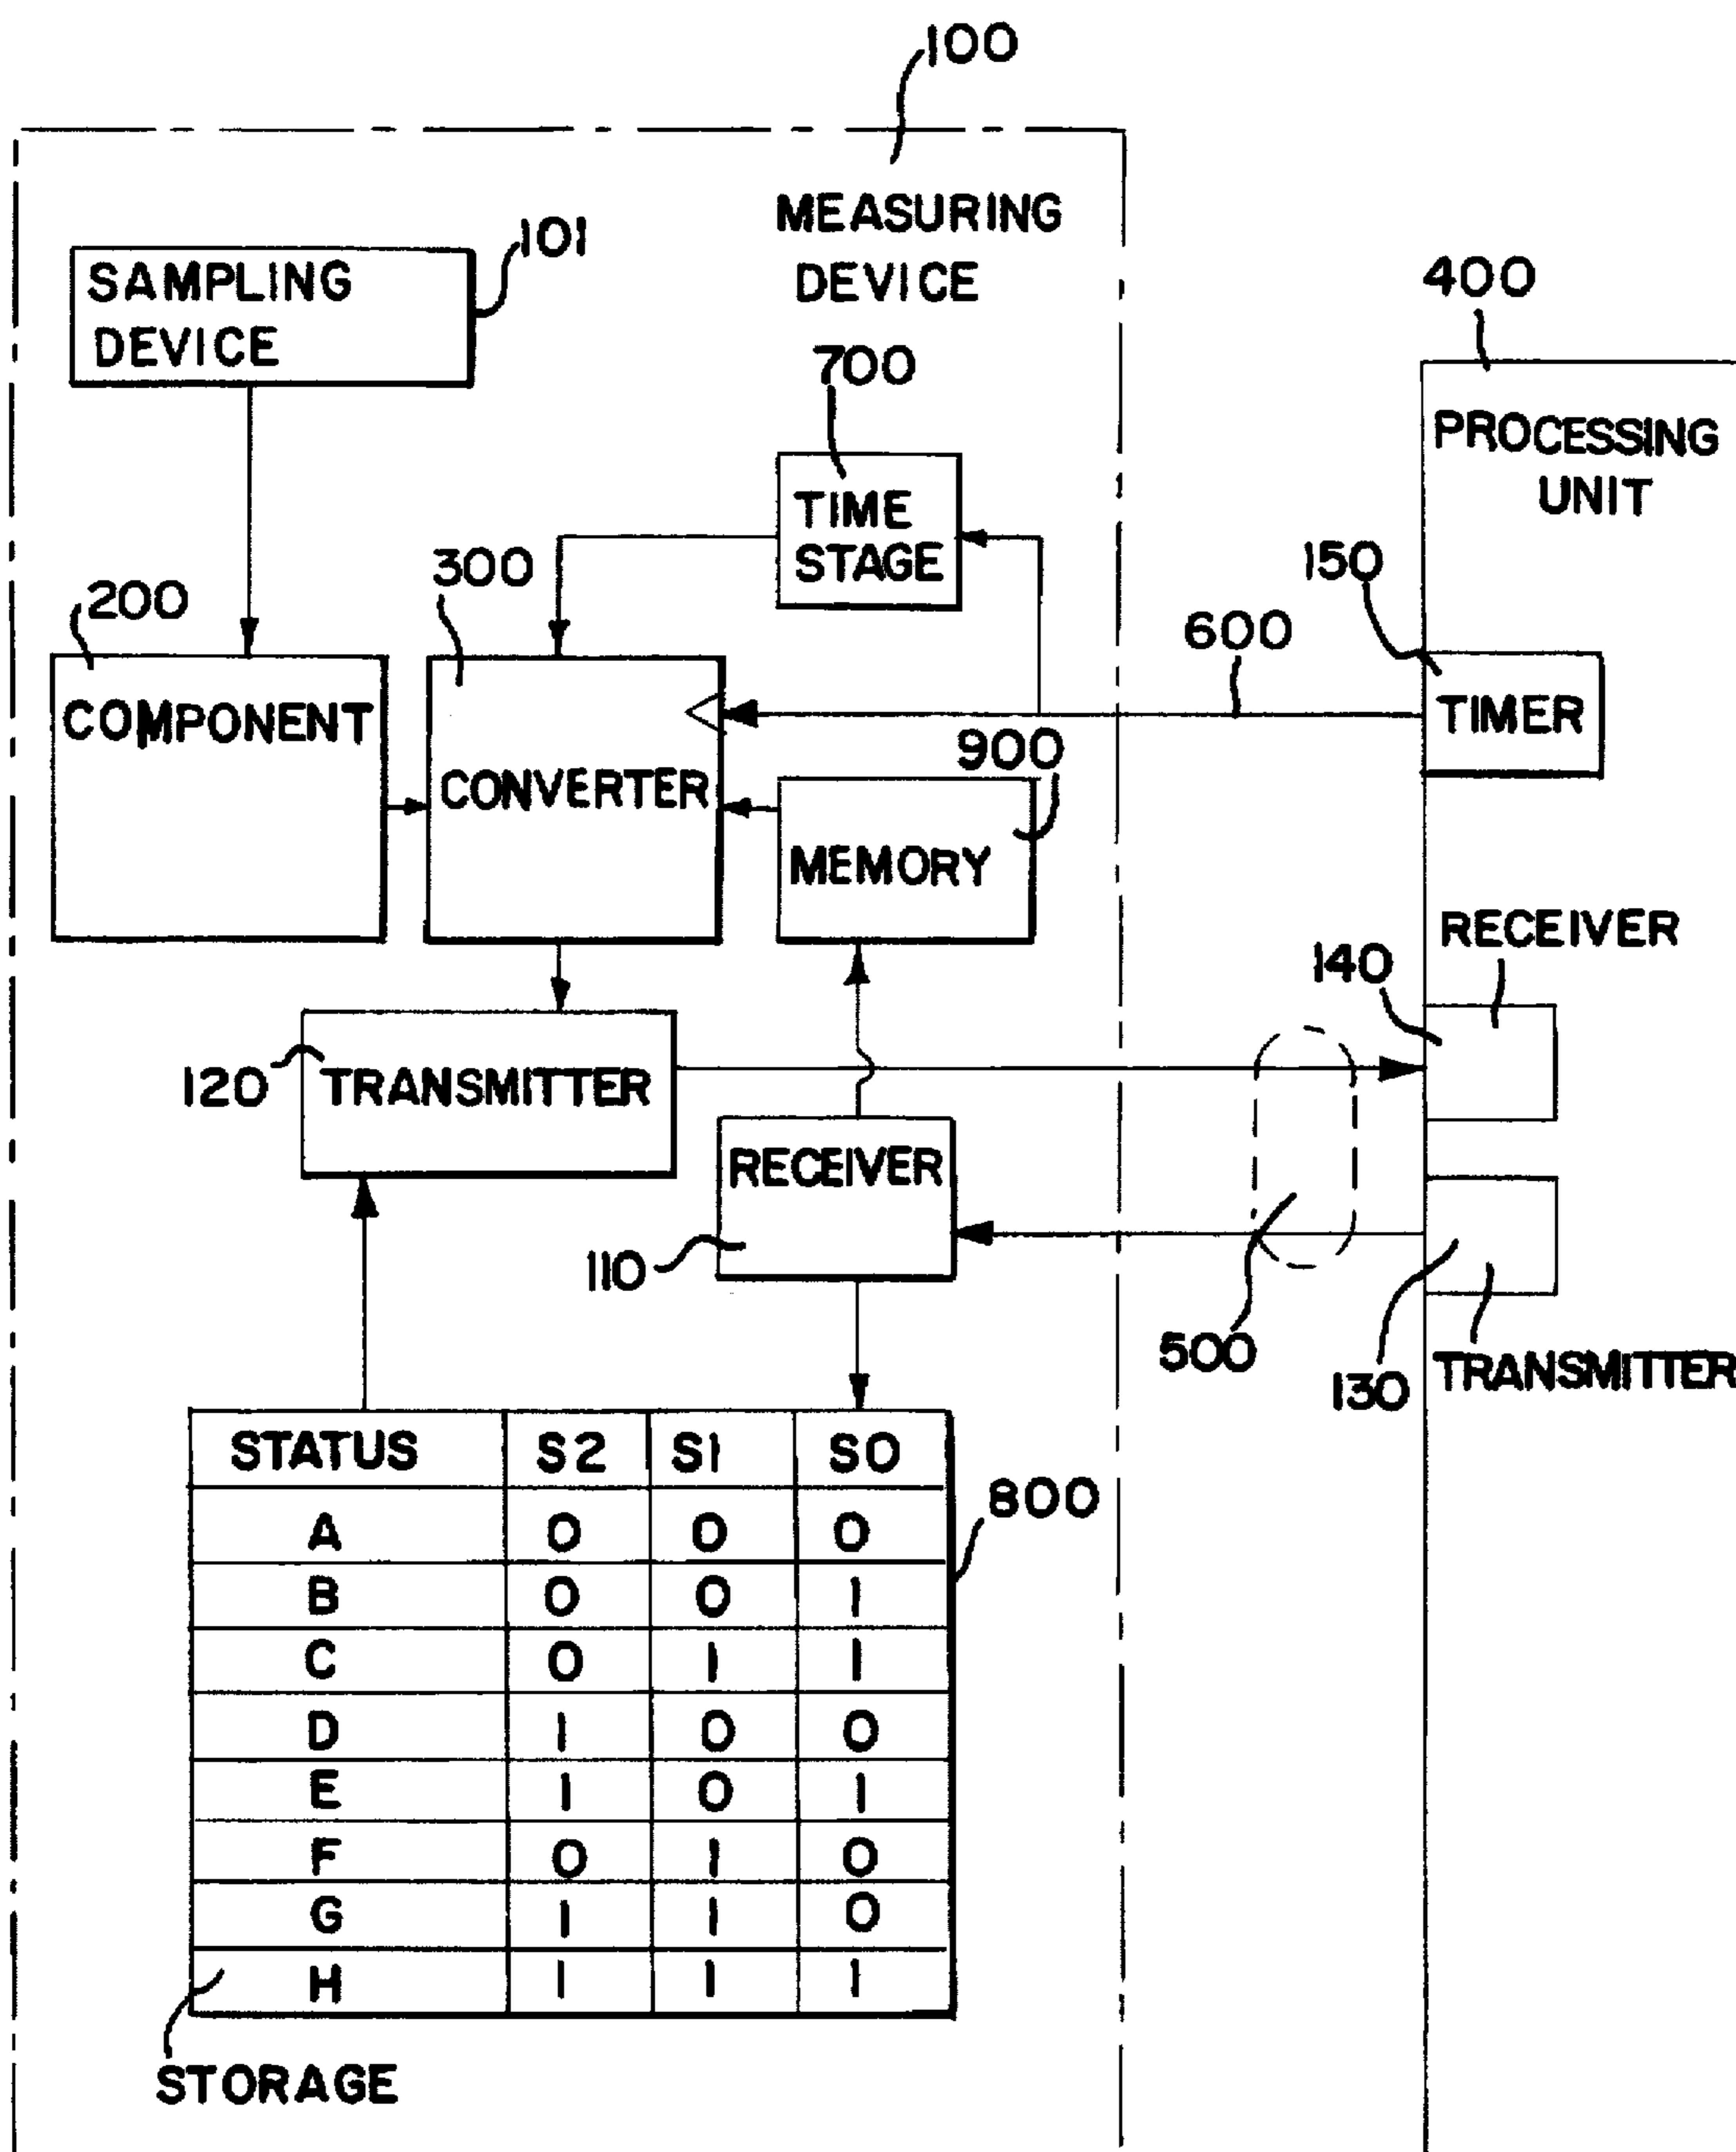 100
MEASURING
DEVICE
101
SAMPLING
DEVICE
400
PROCESSING
UNIT
700
TIME
STAGE
300
150
200
600
COMPONENT
TIMER
900
CONVERTER
MEMORY
RECEIVER
140
120
TRANSMITTER
RECEIVER
110
500
130
TRANSMITTER
STATUS S2 S1 S0
800
A 0 0 0
B 0 0 1
C 0 1 1
D 1 0 0
E 1 0 1
F 0 1 0
G 1 1 0
H 1 1 1
STORAGE